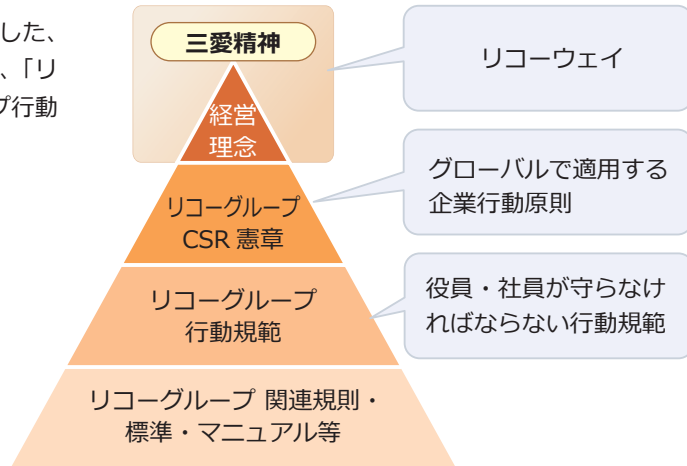 した、
、「リ
プ行動
三愛精神
経営
理念
リコーウェイ
リコーグループ
CSR 憲章
グローバルで適用する
企業行動原則
リコーグループ
行動規範
役員・社員が守らなけ
ればならない行動規範
リコーグループ 関連規則・
標準・マニュアル等